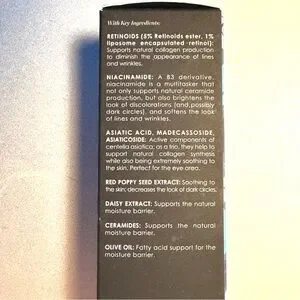 With Key Ingredients:
RETINOIDS (5% Retinoids ester, 1%
liposome encapsulated retinol):
Supports natural collagen production
to diminish the appearance of lines
and wrinkles.
NIACINAMIDE: A B3 derivative,
niacinamide is a multitasker that
not only supports natural ceramide
production, but also brightens the
look of discolorations (and, possibly
dark circles), and softens the look
of lines and wrinkles.
ASIATIC ACID, MADECASSOSIDE,
ASIATICOSIDE: Active components of
centella asiatica; as a trio, they help to
support natural collagen synthesis
while also being extremely soothing to
the skin. Perfect for the eye area.
RED POPPY SEED EXTRACT: Soothing to
the skin; decreases the look of dark circles.
DAISY EXTRACT: Supports the natural
moisture barrier.
CERAMIDES: Supports the natural
moisture barrier.
OLIVE OIL: Fatty acid support for the
moisture barrier.